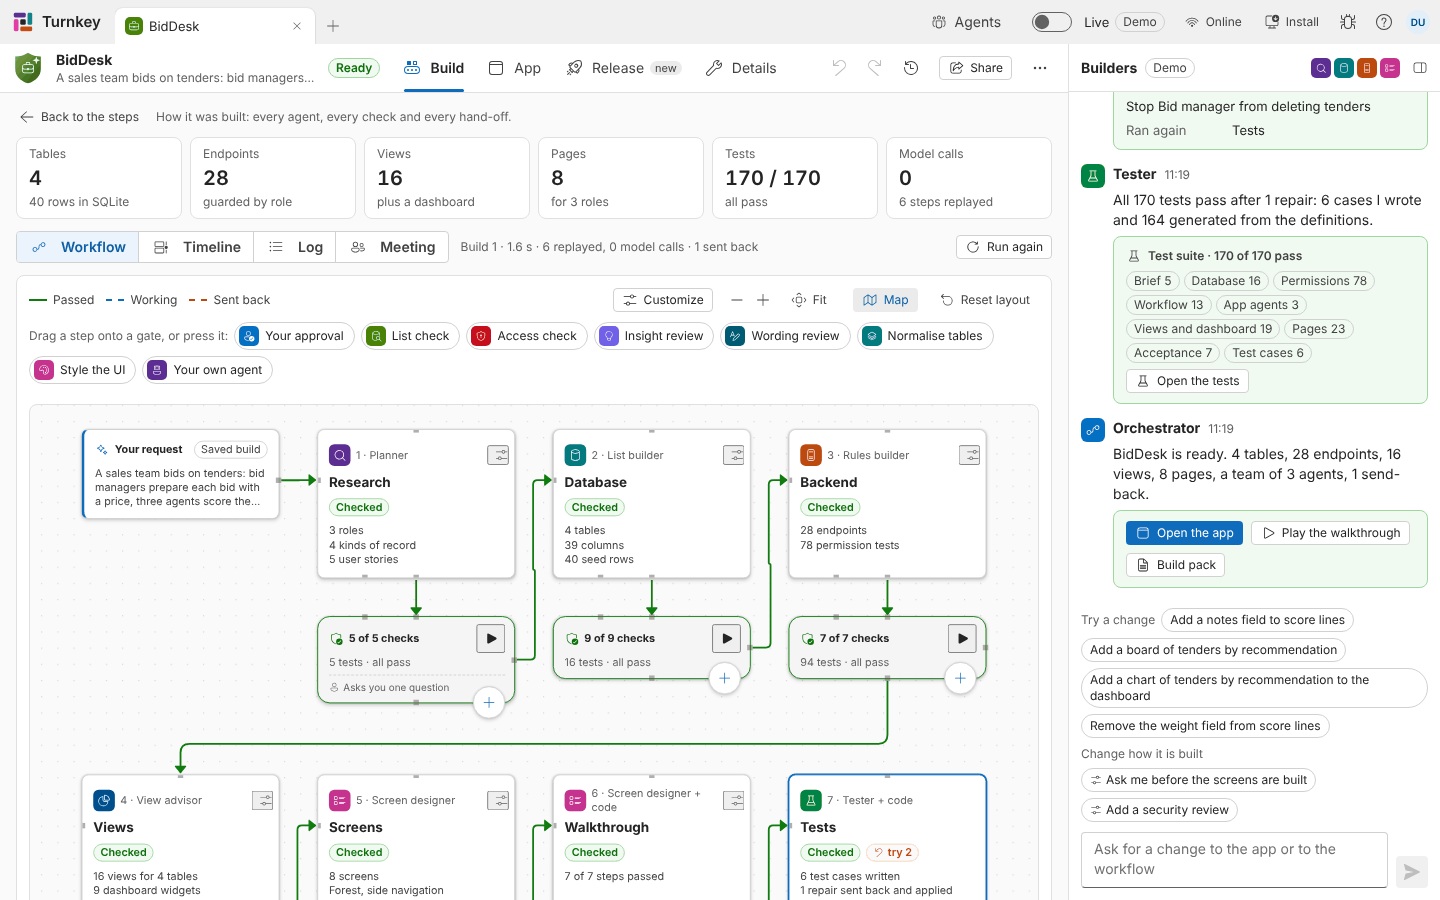 Turnkey
BidDesk
Agents
Live
Demo
Online
Install
DU
BidDesk
A sales team bids on tenders: bid managers...
Ready
Build
App
Release
new
Details
Share
Builders
Demo
Back to the steps
How it was built: every agent, every check and every hand-off.
Tables
4
40 rows in SQLite
Endpoints
28
guarded by role
Views
16
plus a dashboard
Pages
8
for 3 roles
Tests
170 / 170
all pass
Model calls
0
6 steps replayed
Workflow
Timeline
Log
Meeting
Build 1 · 1.6 s · 6 replayed, 0 model calls · 1 sent back
Run again
Passed
Working
Sent back
Customize
Fit
Map
Reset layout
Drag a step onto a gate, or press it:
Your approval
List check
Access check
Insight review
Wording review
Normalise tables
Style the UI
Your own agent
Your request
Saved build
A sales team bids on tenders: bid
managers prepare each bid with
a price, three agents score the...
1 · Planner
Research
Checked
3 roles
4 kinds of record
5 user stories
2 · List builder
Database
Checked
4 tables
39 columns
40 seed rows
3 · Rules builder
Backend
Checked
28 endpoints
78 permission tests
5 of 5 checks
5 tests · all pass
Asks you one question
9 of 9 checks
16 tests · all pass
7 of 7 checks
94 tests · all pass
4 · View advisor
Views
Checked
16 views for 4 tables
9 dashboard widgets
5 · Screen designer
Screens
Checked
8 screens
Forest, side navigation
6 · Screen designer +
code
Walkthrough
Checked
7 of 7 steps passed
7 · Tester + code
Tests
Checked
try 2
6 test cases written
1 repair sent back and applied
Stop Bid manager from deleting tenders
Ran again
Tests
Tester
11:19
All 170 tests pass after 1 repair: 6 cases I wrote
and 164 generated from the definitions.
Test suite · 170 of 170 pass
Brief 5
Database 16
Permissions 78
Workflow 13
App agents 3
Views and dashboard 19
Pages 23
Acceptance 7
Test cases 6
Open the tests
Orchestrator
11:19
BidDesk is ready. 4 tables, 28 endpoints, 16
views, 8 pages, a team of 3 agents, 1 send-
back.
Open the app
Play the walkthrough
Build pack
Try a change
Add a notes field to score lines
Add a board of tenders by recommendation
Add a chart of tenders by recommendation to the
dashboard
Remove the weight field from score lines
Change how it is built
Ask me before the screens are built
Add a security review
Ask for a change to the app or to the
workflow